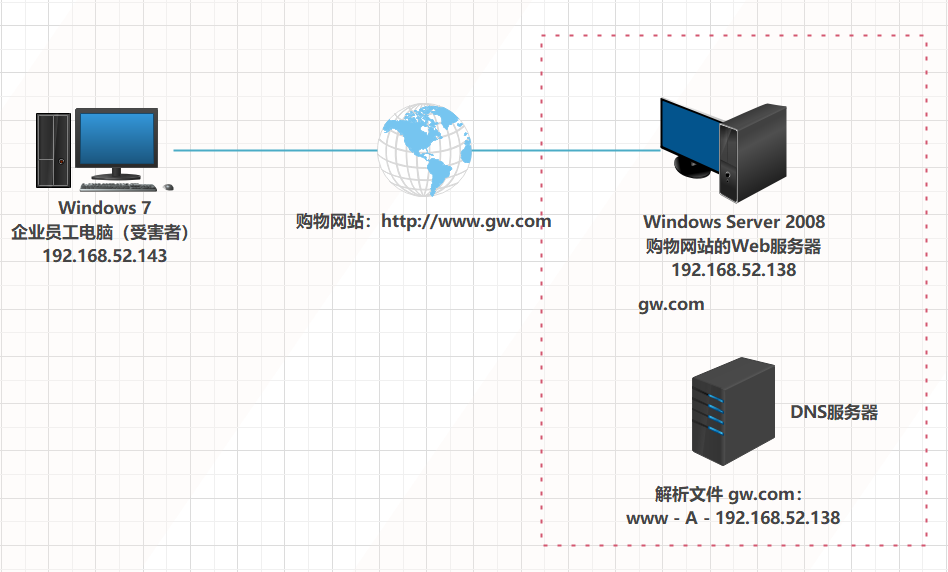 Windows 7
企业员工电脑（受害者）
192.168.52.143
购物网站：http://www.gw.com
Windows Server 2008
购物网站的Web服务器
192.168.52.138
gw.com
DNS服务器
解析文件 gw.com：
www - A - 192.168.52.138